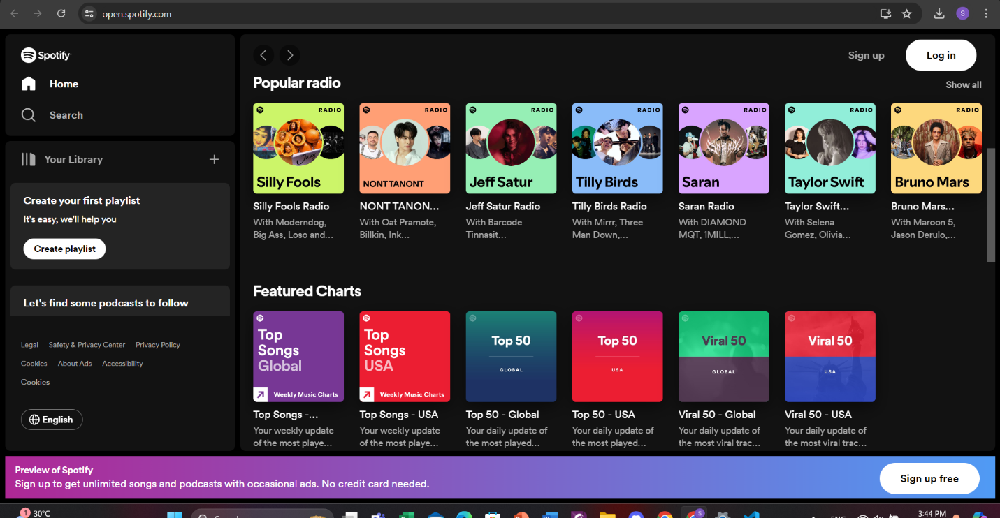 open.spotify.com
S
Spotify
Home
Search
Your Library
Create your first playlist
It's easy, we'll help you
Create playlist
Let's find some podcasts to follow
Legal Safety & Privacy Center Privacy Policy
Cookies About Ads Accessibility
Cookies
English
Sign up
Log in
Popular radio
Show all
RADIO
Silly Fools
Silly Fools Radio
With Moderndog,
Big Ass, Loso and...
RADIO
NONT TANONT
NONT TANON...
With Oat Pramote,
Billkin, Ink...
RADIO
Jeff Satur
Jeff Satur Radio
With Barcode
Tinnasit...
RADIO
Tilly Birds
Tilly Birds Radio
With Mirrr, Three
Man Down,...
RADIO
Saran
Saran Radio
With DIAMOND
MQT, 1MILL,...
RADIO
Taylor Swift
Taylor Swift...
With Selena
Gomez, Olivia...
RADIO
Bruno Mars
Bruno Mars...
With Maroon 5,
Jason Derulo,...
Featured Charts
Top
Songs
Global
Weekly Music Charts
Top Songs -...
Your weekly update
of the most playe...
Top
Songs
USA
Weekly Music Charts
Top Songs - USA
Your weekly update
of the most playe...
Top 50
GLOBAL
Top 50 - Global
Your daily update of
the most played...
Top 50
USA
Top 50 - USA
Your daily update of
the most played...
Viral 50
GLOBAL
Viral 50 - Global
Your daily update of
the most viral trac...
Viral 50
USA
Viral 50 - USA
Your daily update of
the most viral trac...
Preview of Spotify
Sign up to get unlimited songs and podcasts with occasional ads. No credit card needed.
Sign up free
1
30°C
S
3:44 PM